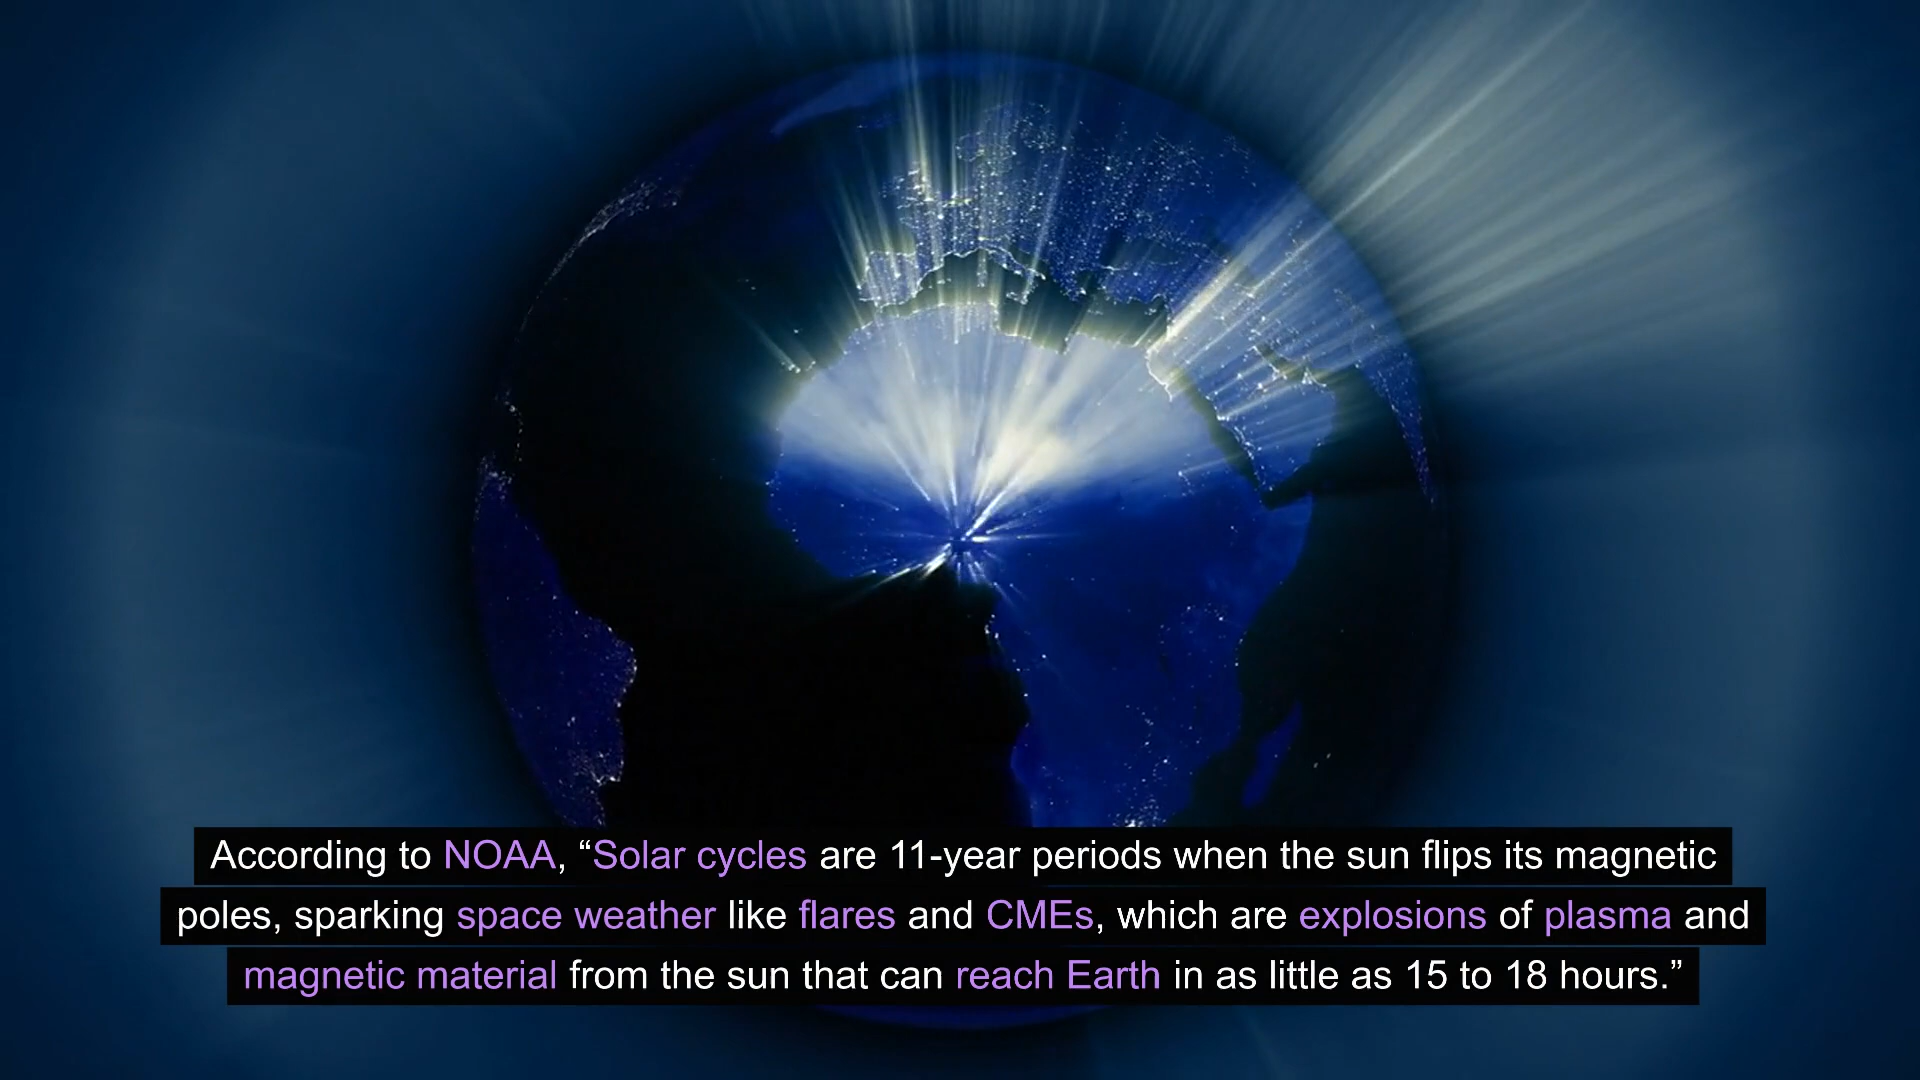 According to NOAA, “Solar cycles are 11-year periods when the sun flips its magnetic
poles, sparking space weather like flares and CMEs, which are explosions of plasma and
magnetic material from the sun that can reach Earth in as little as 15 to 18 hours.”